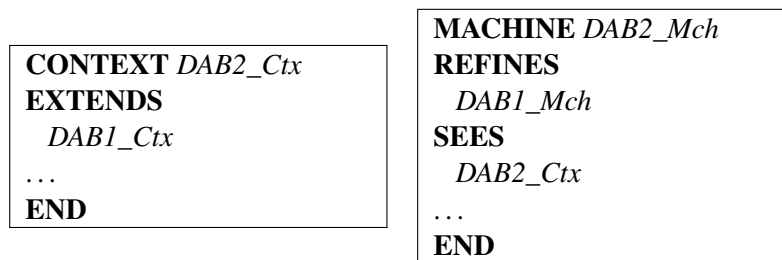 CONTEXT DAB2_Ctx
EXTENDS
DAB1_Ctx
...
END
MACHINE DAB2_Mch
REFINES
DAB1_Mch
SEES
DAB2_Ctx
...
END